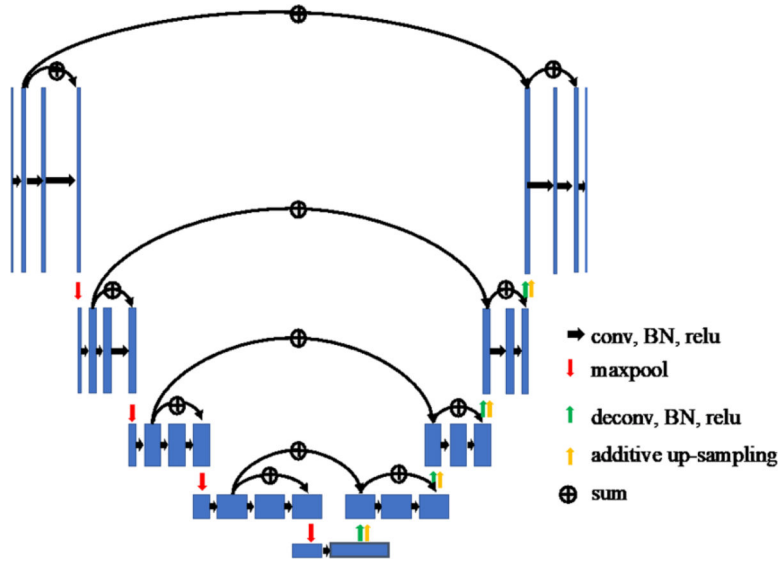 conv, BN, relu
maxpool
deconv, BN, relu
additive up-sampling
sum